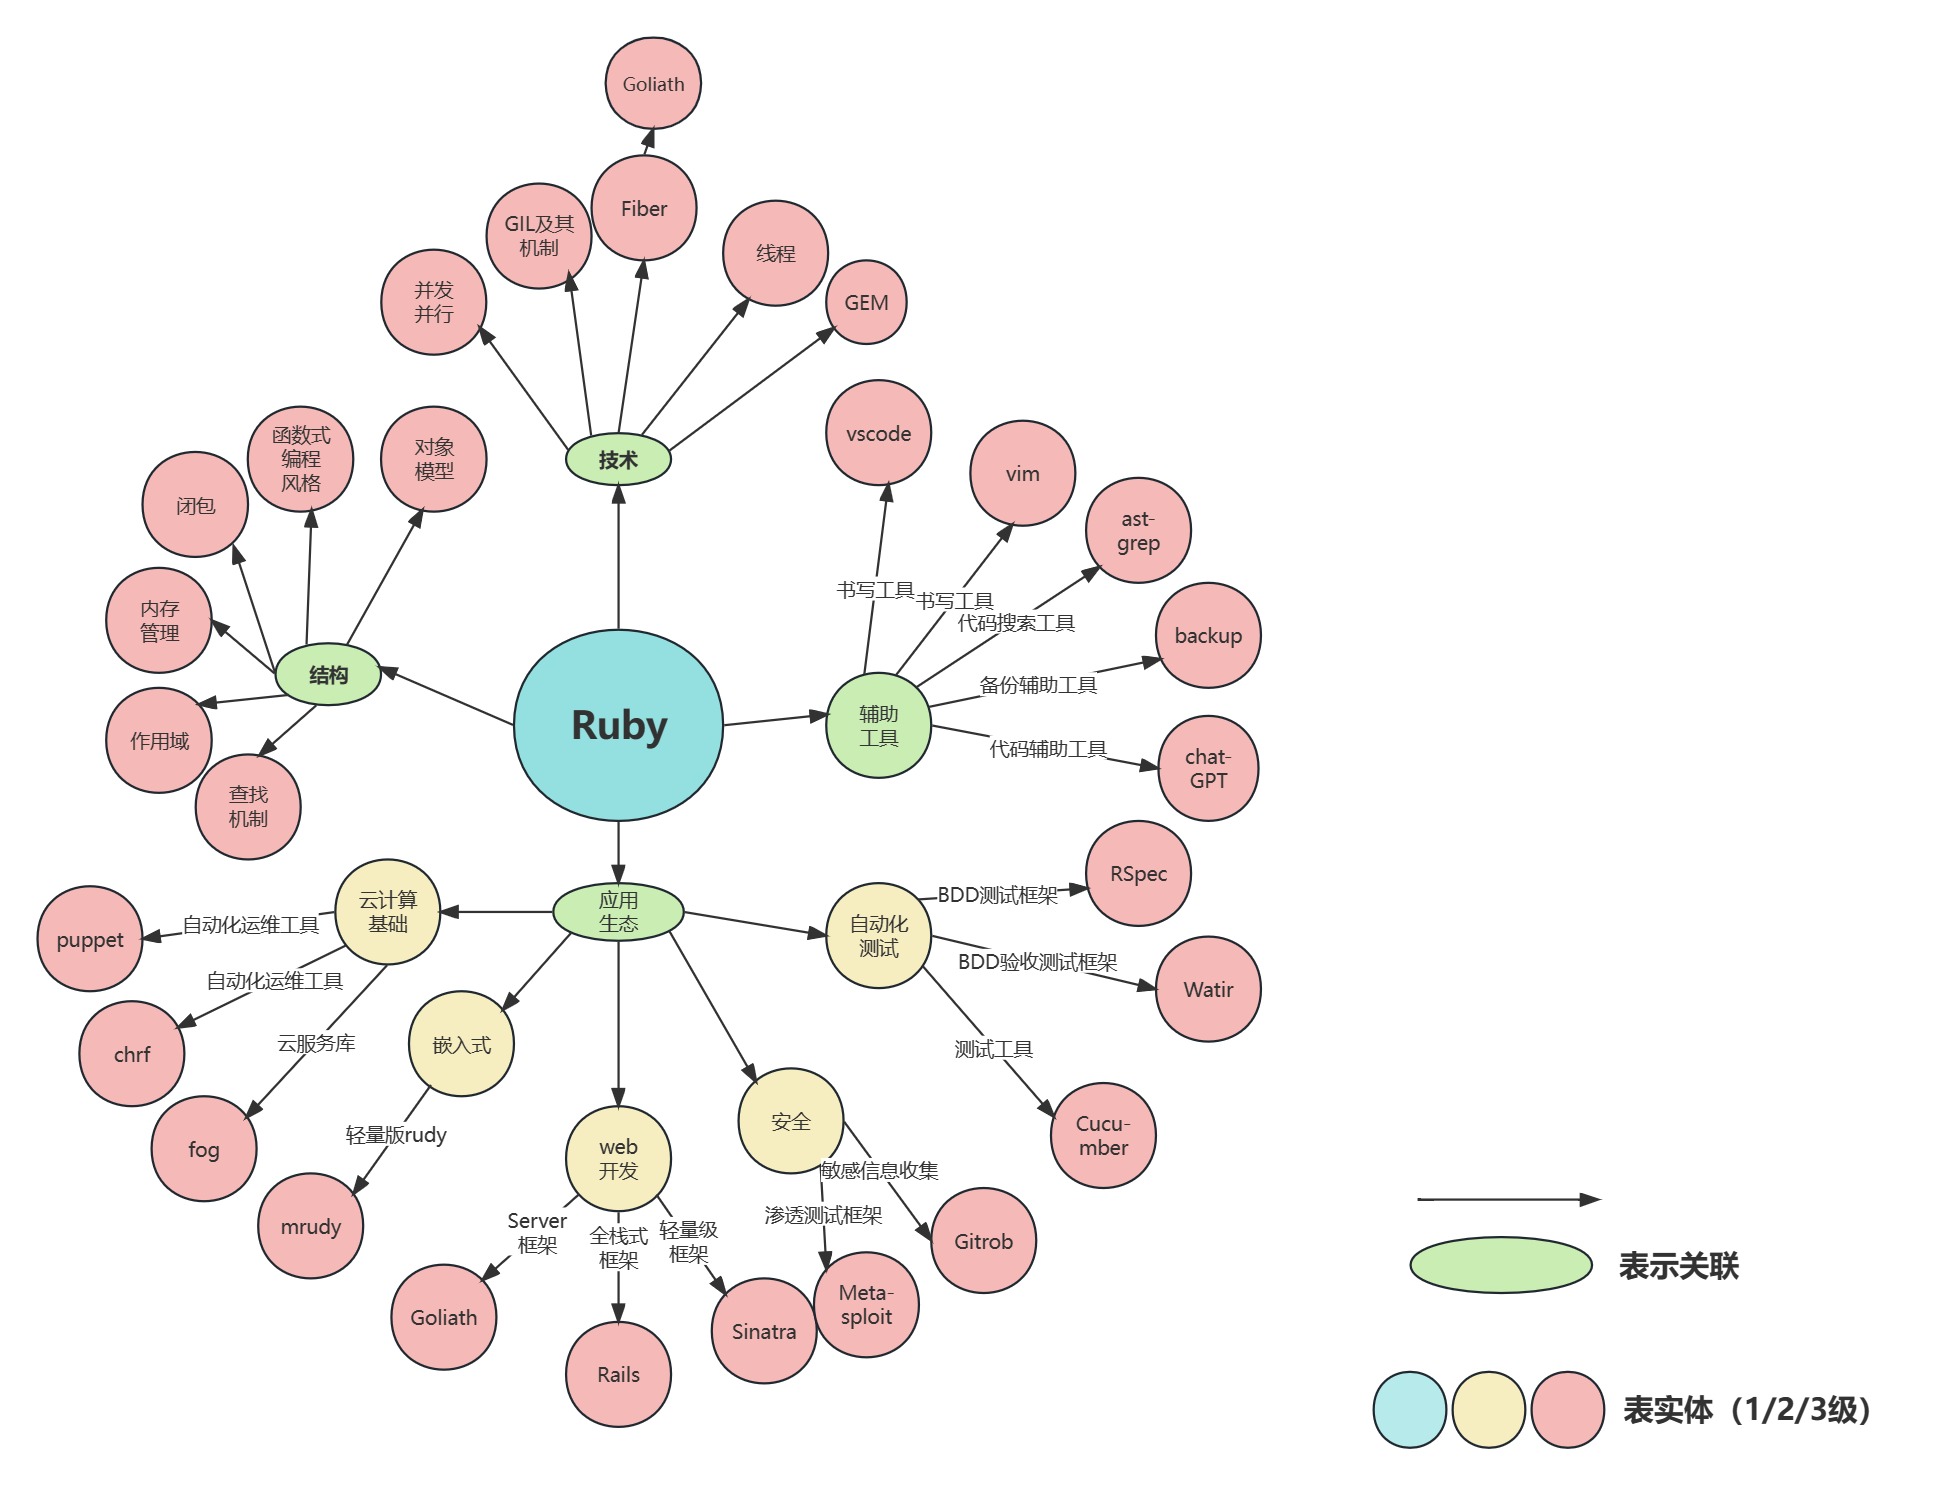 Goliath
Fiber
GIL及其
机制
线程
并发
并行
GEM
技术
vscode
vim
ast-
grep
backup
chat-
GPT
书写工具
书写工具
代码搜索工具
备份辅助工具
代码辅助工具
辅助
工具
函数式
编程
风格
对象
模型
闭包
内存
管理
作用域
查找
机制
结构
Ruby
应用
生态
云计算
基础
自动化运维工具
puppet
自动化运维工具
chrf
云服务库
fog
嵌入式
轻量版rudy
mrudy
web
开发
Server
框架
全栈式
框架
轻量级
框架
Goliath
Rails
Sinatra
安全
敏感信息收集
渗透测试框架
Meta-
sploit
Gitrob
自动化
测试
BDD测试框架
RSpec
BDD验收测试框架
Watir
测试工具
Cucu-
mber
表示关联
表实体（1/2/3级）